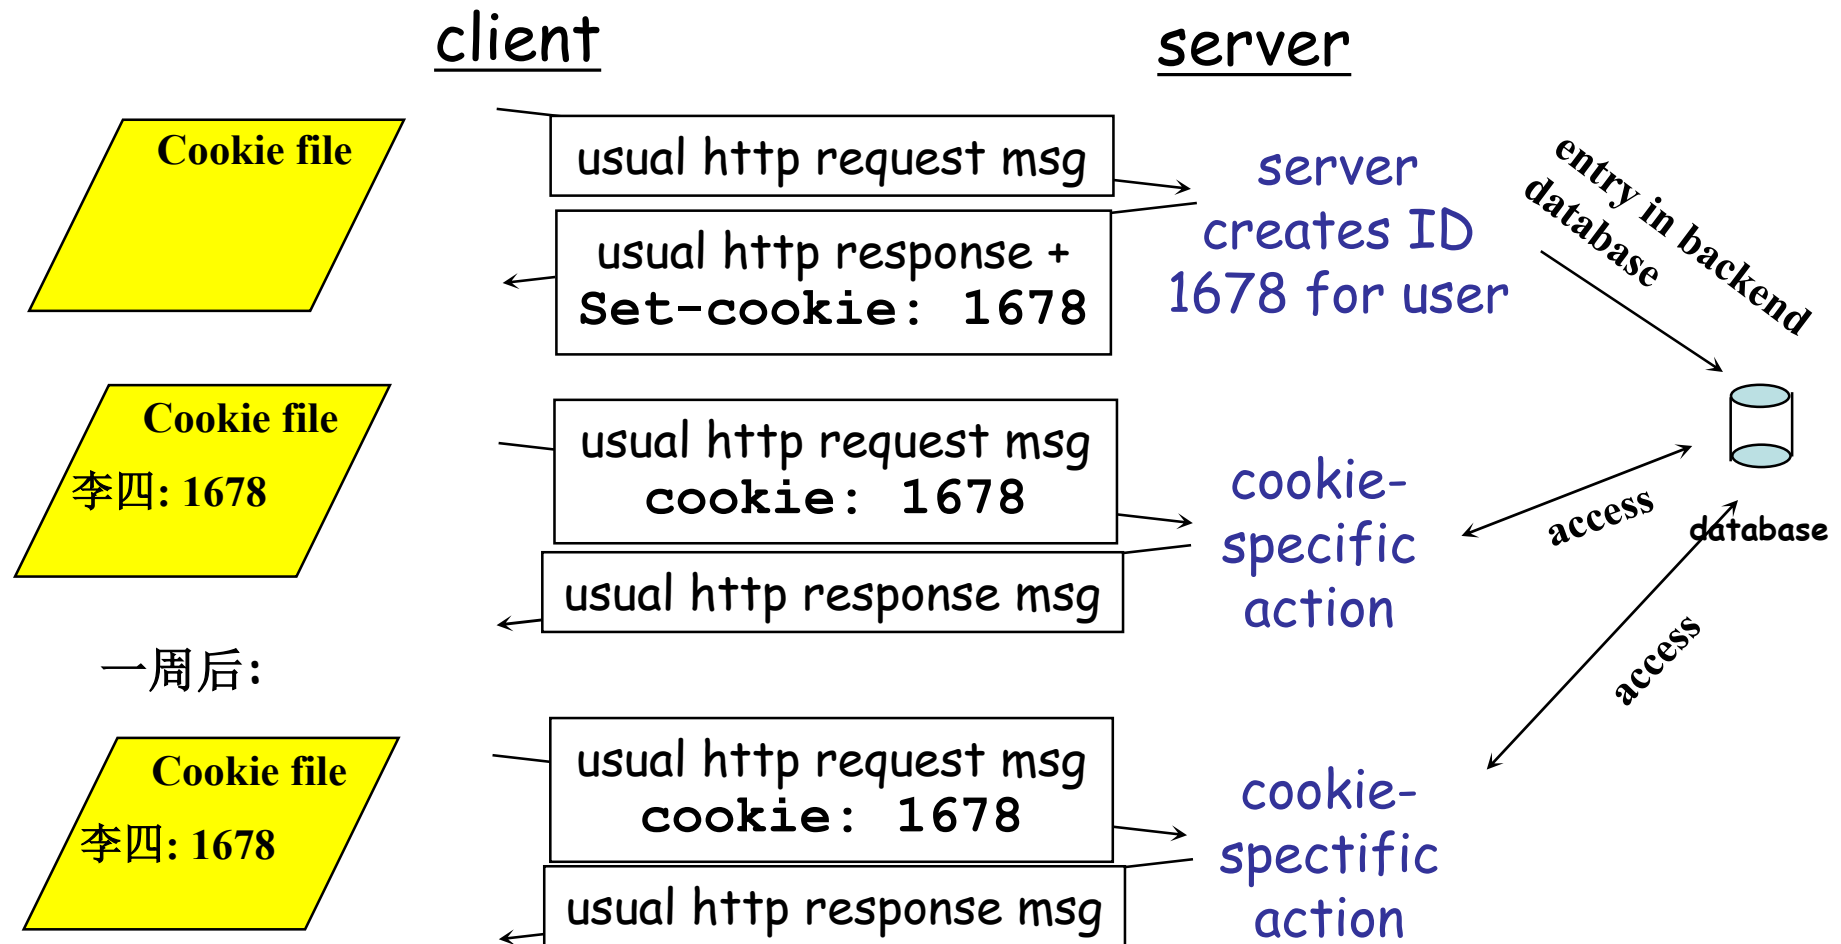 client
server
Cookie file
usual http request msg
server
creates ID
1678 for user
entry in backend
database
usual http response +
Set-cookie: 1678
Cookie file
李四: 1678
usual http request msg
cookie: 1678
cookie-
specific
action
access
database
usual http response msg
一周后:
access
Cookie file
李四: 1678
usual http request msg
cookie: 1678
cookie-
spectific
action
usual http response msg